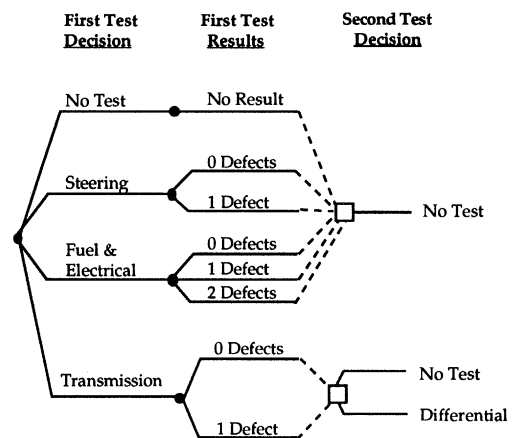 First Test First Test Second Test
Decision Results Decision
No Test No Result
0 Defects
Steering
1 Defect
No Test
0 Defects
Fuel &
Electrical 1 Defect
2 Defects
0 Defects
No Test
Transmission
Differential
1 Defect